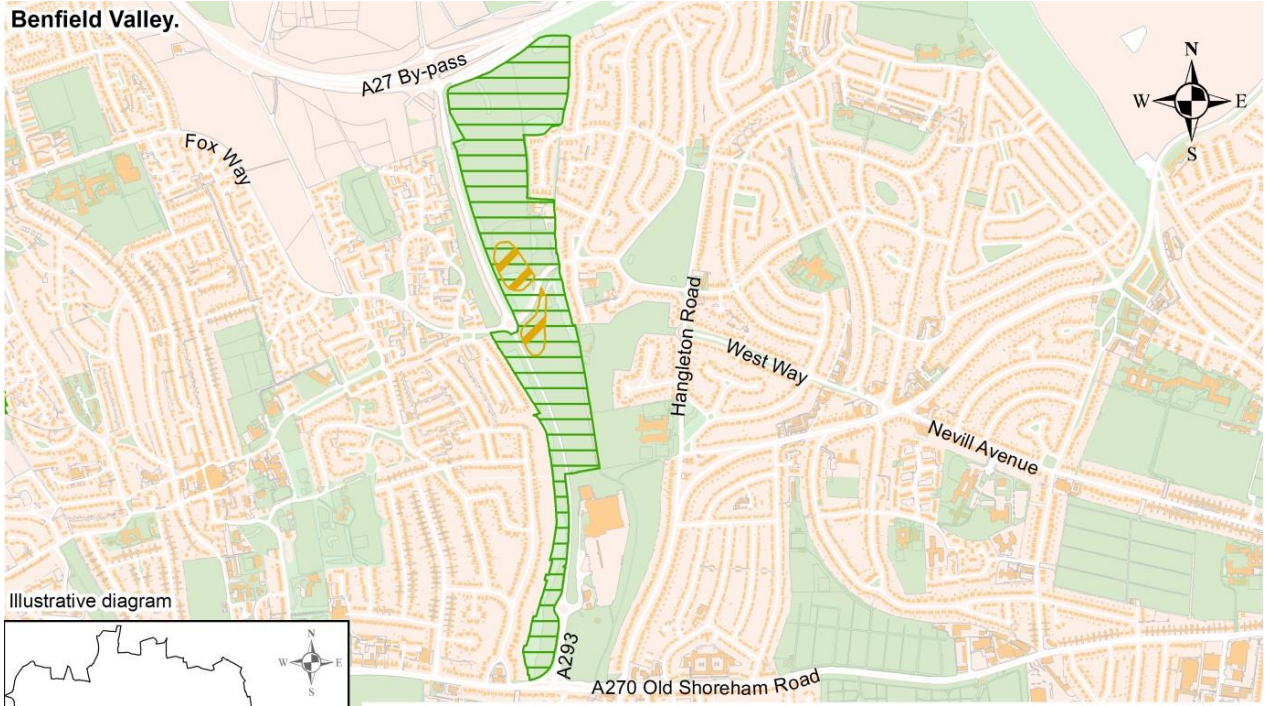 Benfield Valley.
A27 By-pass
N
W E
S
Fox Way
Hangleton Road
West Way
Nevill Avenue
Illustrative diagram
N
W E
S
A293
A270 Old Shoreham Road